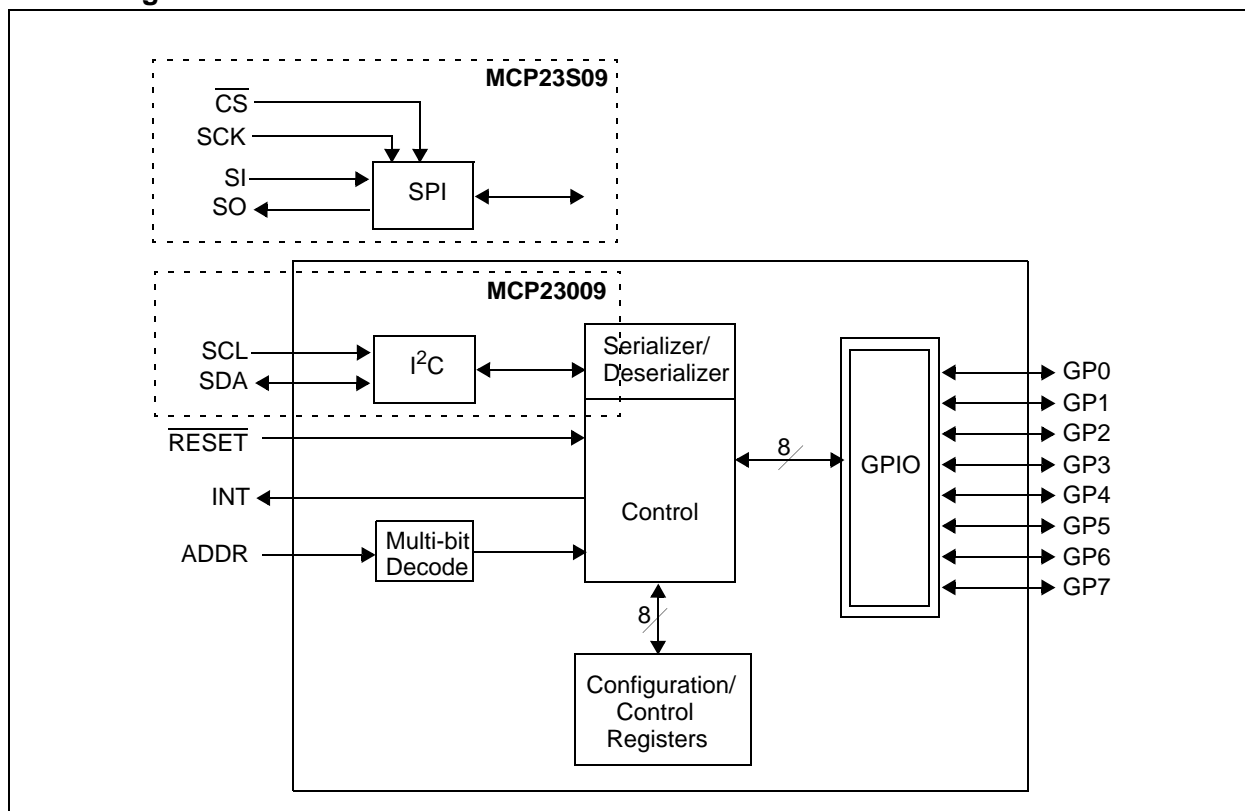 MCP23S09
CS
SCK
SI
SO
SPI
MCP23009
SCL
SDA
I2C
Serializer/
Deserializer
RESET
INT
ADDR
Multi-bit
Decode
Control
8
8
GPIO
GP0
GP1
GP2
GP3
GP4
GP5
GP6
GP7
Configuration/
Control
Registers